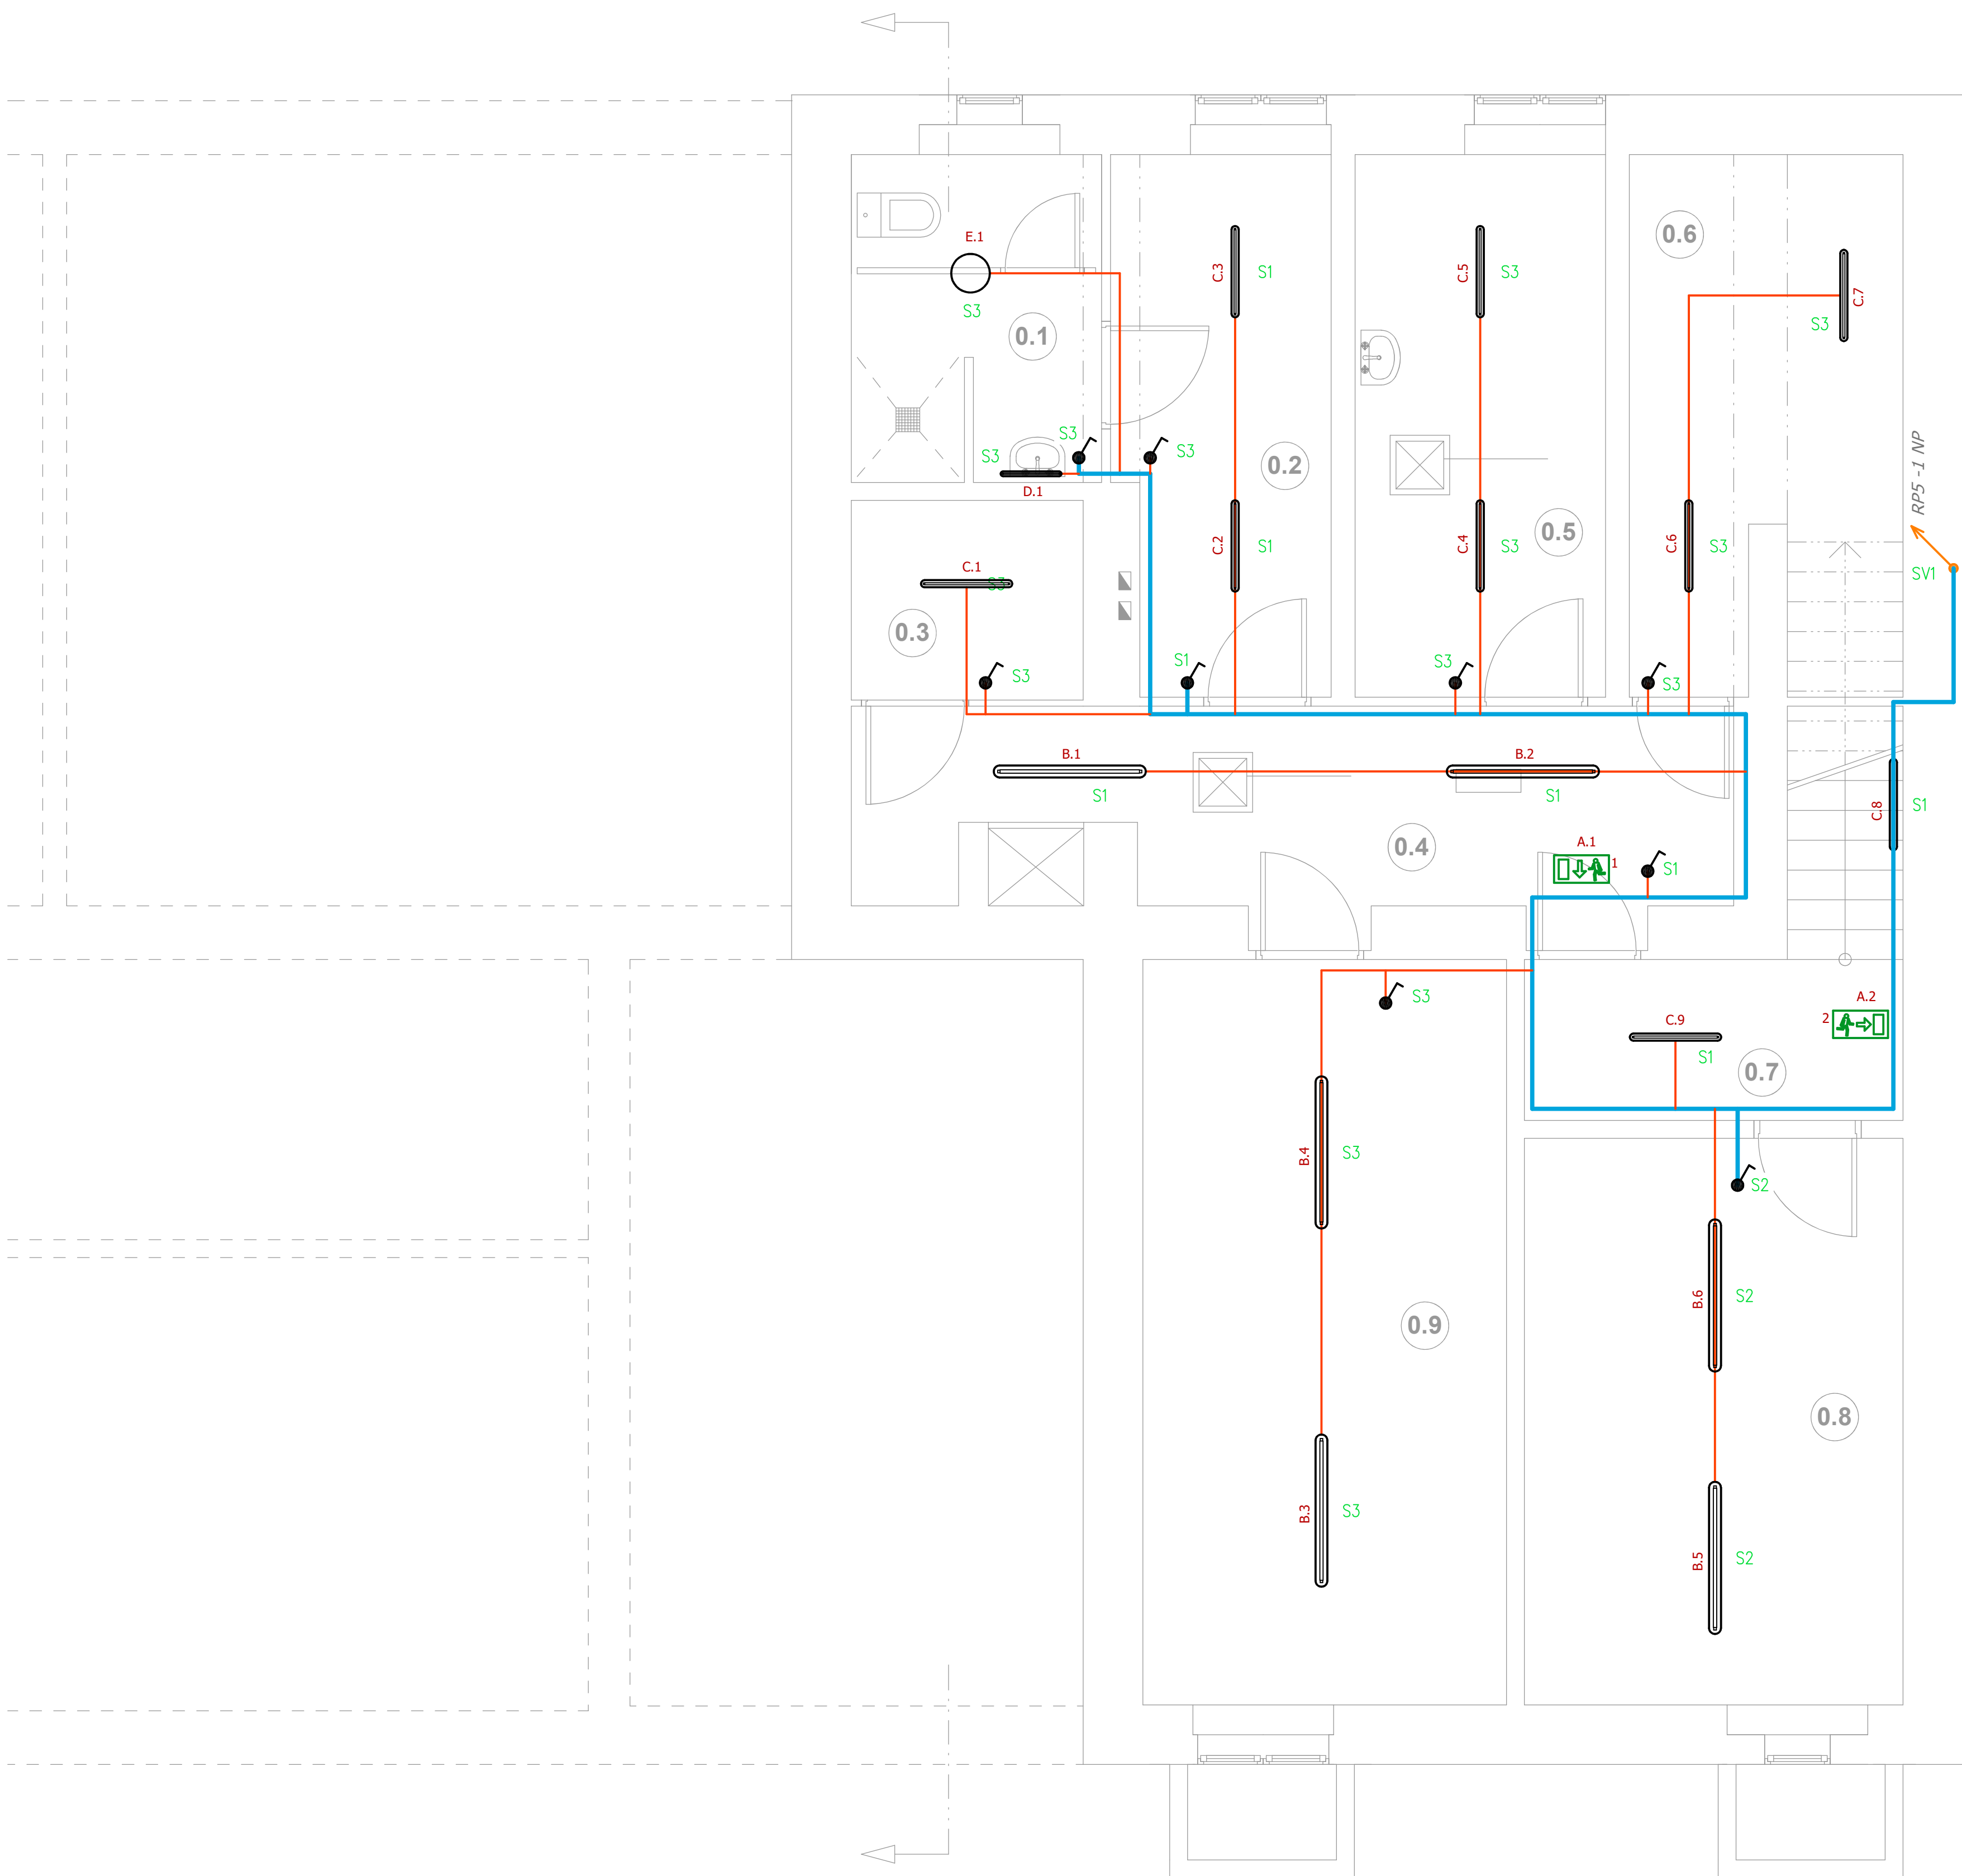 E.1
S3
0.1
S3
S3
S3
D.1
C.3
S1
0.2
C.2
S1
S1
C.5
S3
0.5
C.4
S3
S3
0.6
C.7
S3
C.6
S3
S3
RP5 -1 NP
SV1
C.1
S3
0.3
S3
B.1
S1
B.2
S1
0.4
A.1
1
S1
C.8
S1
A.2
2
C.9
S1
0.7
S3
B.4
S3
0.9
B.3
S3
S2
B.6
S2
0.8
B.5
S2